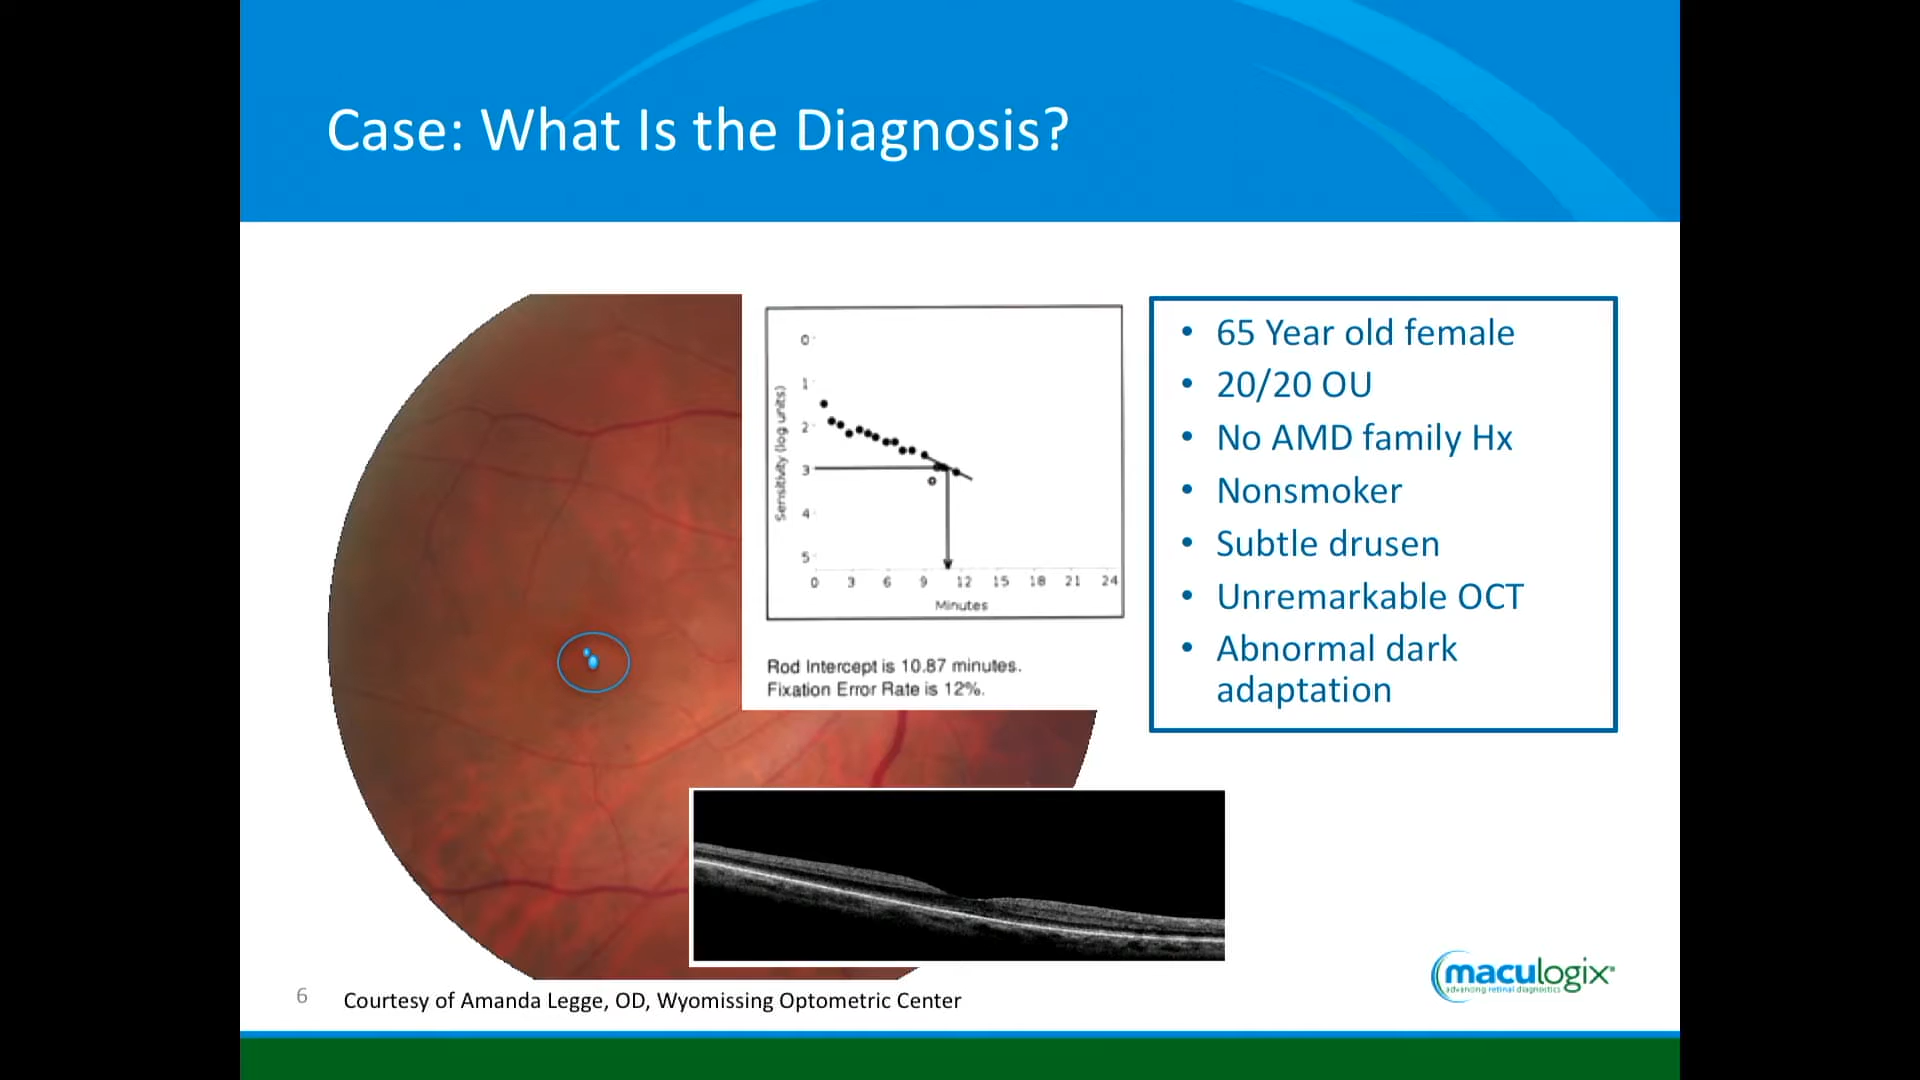 Case: What Is the Diagnosis?
0
1
2
3
4
5
Sensitivity (log units)
0 3 6 9 12 15 18 21 24
Minutes
Rod Intercept is 10.87 minutes.
Fixation Error Rate is 12%.
• 65 Year old female
• 20/20 OU
• No AMD family Hx
• Nonsmoker
• Subtle drusen
• Unremarkable OCT
• Abnormal dark
adaptation
maculogix®
advancing retinal diagnostics
6
Courtesy of Amanda Legge, OD, Wyomissing Optometric Center